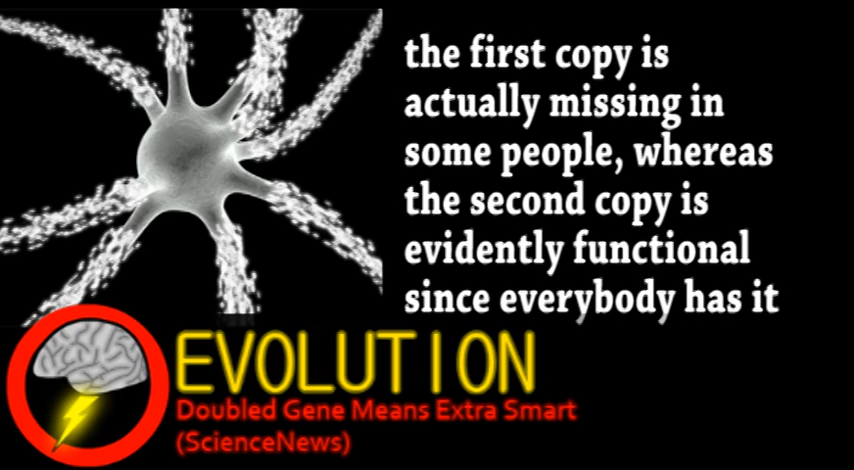 the first copy is
actually missing in
some people, whereas
the second copy is
evidently functional
since everybody has it
EVOLUTION
Doubled Gene Means Extra Smart
(ScienceNews)